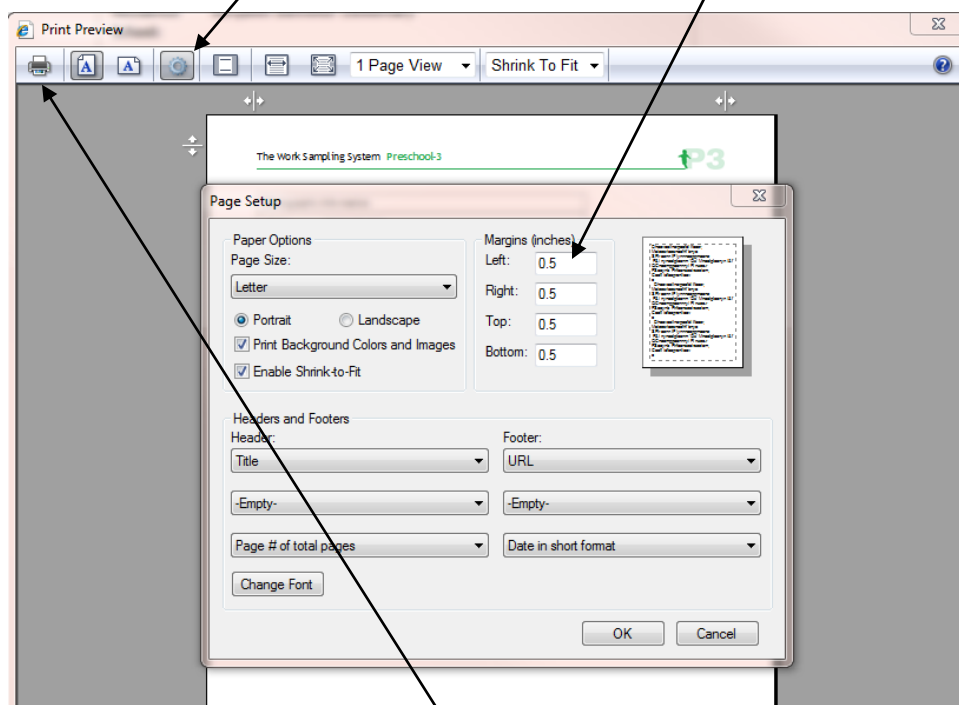 Print Preview
A A 1 Page View Shrink To Fit ?
The Work Sampling System Preschool-3 tP3
Page Setup
Paper Options
Page Size:
Letter
Portrait Landscape
Print Background Colors and Images
Enable Shrink-to-Fit
Margins (inches)
Left: 0.5
Right: 0.5
Top: 0.5
Bottom: 0.5
Headers and Footers
Header: Footer:
Title URL
-Empty- -Empty-
Page # of total pages Date in short format
Change Font
OK Cancel